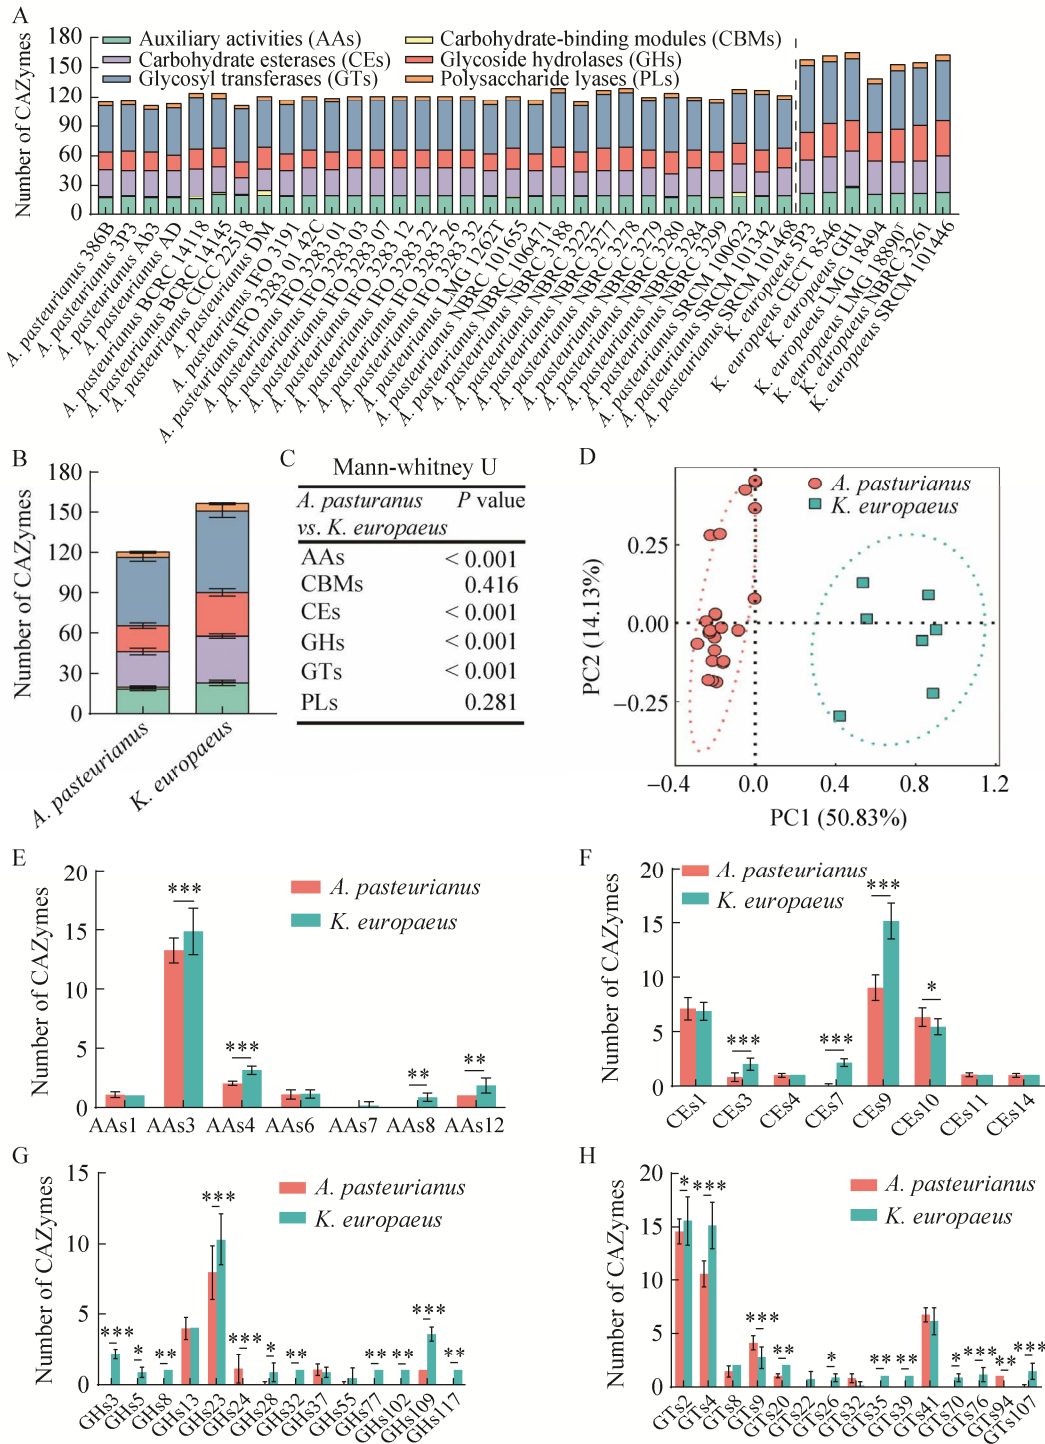 A
Number of CAZymes
180
150
120
90
60
30
0
Auxiliary activities (AAs)
Carbohydrate esterases (CEs)
Glycosyl transferases (GTs)
Carbohydrate-binding modules (CBMs)
Glycoside hydrolases (GHs)
Polysaccharide lyases (PLs)
A. pasteurianus 386B
A. pasteurianus 3P3
A. pasteurianus Ab3
A. pasteurianus AD
A. pasteurianus BCRC 14118
A. pasteurianus BCRC 14145
A. pasteurianus CICC 22518
A. pasteurianus DM
A. pasteurianus IFO 3191
A. pasteurianus IFO 3283 01 42C
A. pasteurianus IFO 3283 01
A. pasteurianus IFO 3283 03
A. pasteurianus IFO 3283 07
A. pasteurianus IFO 3283 12
A. pasteurianus IFO 3283 22
A. pasteurianus IFO 3283 26
A. pasteurianus IFO 3283 32
A. pasteurianus LMG 1262T
A. pasteurianus NBRC 101655
A. pasteurianus NBRC 106471
A. pasteurianus NBRC 3188
A. pasteurianus NBRC 3222
A. pasteurianus NBRC 3277
A. pasteurianus NBRC 3278
A. pasteurianus NBRC 3279
A. pasteurianus NBRC 3280
A. pasteurianus NBRC 3284
A. pasteurianus NBRC 3299
A. pasteurianus SRCM 100623
A. pasteurianus SRCM 101342
A. pasteurianus SRCM 101468
K. europaeus 5P3
K. europaeus CECT 8546
K. europaeus GH1
K. europaeus LMG 18494
K. europaeus LMG 18890T
K. europaeus NBRC 3261
K. europaeus SRCM 101446
B
Number of CAZymes
180
150
120
90
60
30
0
A. pasteurianus
K. europaeus
C
Mann-whitney U
A. pasturanus P value
vs. K. europaeus
AAs < 0.001
CBMs 0.416
CEs < 0.001
GHs < 0.001
GTs < 0.001
PLs 0.281
D
A. pasturianus
K. europaeus
PC2 (14.13%)
0.25
0.00
−0.25
−0.4 0.0 0.4 0.8 1.2
PC1 (50.83%)
E
Number of CAZymes
20
15
10
5
0
A. pasteurianus
K. europaeus
*** *** ** **
AAs1 AAs3 AAs4 AAs6 AAs7 AAs8 AAs12
F
Number of CAZymes
20
15
10
5
0
A. pasteurianus
K. europaeus
*** *** *** *
CEs1 CEs3 CEs4 CEs7 CEs9 CEs10 CEs11 CEs14
G
Number of CAZymes
15
10
5
0
A. pasteurianus
K. europaeus
*** * ** *** *** * ** ** ** *** **
GHs3 GHs5 GHs8 GHs13 GHs23 GHs24 GHs28 GHs32 GHs37 GHs55 GHs77 GHs102 GHs109 GHs117
H
Number of CAZymes
20
15
10
5
0
A. pasteurianus
K. europaeus
* *** *** ** * ** ** * *** ** ***
GTs2 GTs4 GTs8 GTs9 GTs20 GTs22 GTs26 GTs32 GTs35 GTs39 GTs41 GTs70 GTs76 GTs94 GTs107